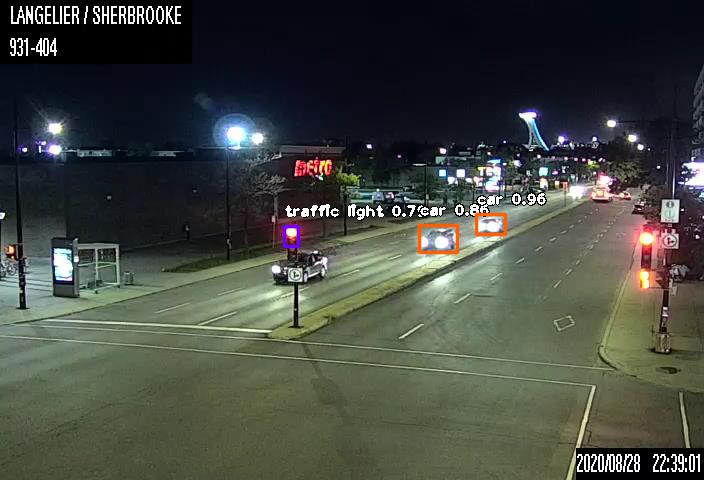 LANGELIER / SHERBROOKE
931-404
metro
car 0.96
traffic light 0.7
car 0.86
2020/08/28 22:39:01